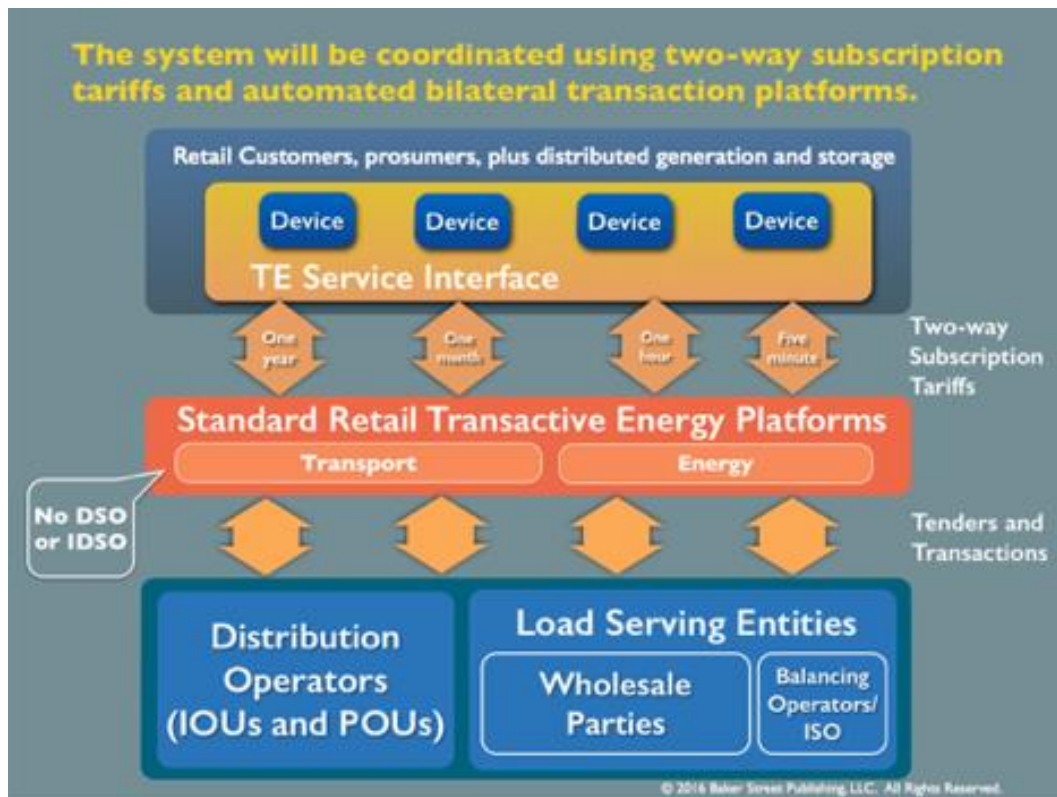 The system will be coordinated using two-way subscription
tariffs and automated bilateral transaction platforms.
Retail Customers, prosumers, plus distributed generation and storage
Device Device Device Device
TE Service Interface
One
year
One
month
One
hour
Five
minute
Two-way
Subscription
Tariffs
Standard Retail Transactive Energy Platforms
Transport Energy
No DSO
or IDSO
Tenders and
Transactions
Distribution
Operators
(IOUs and POUs)
Load Serving Entities
Wholesale
Parties
Balancing
Operators/
ISO
© 2016 Baker Street Publishing, LLC. All Rights Reserved.